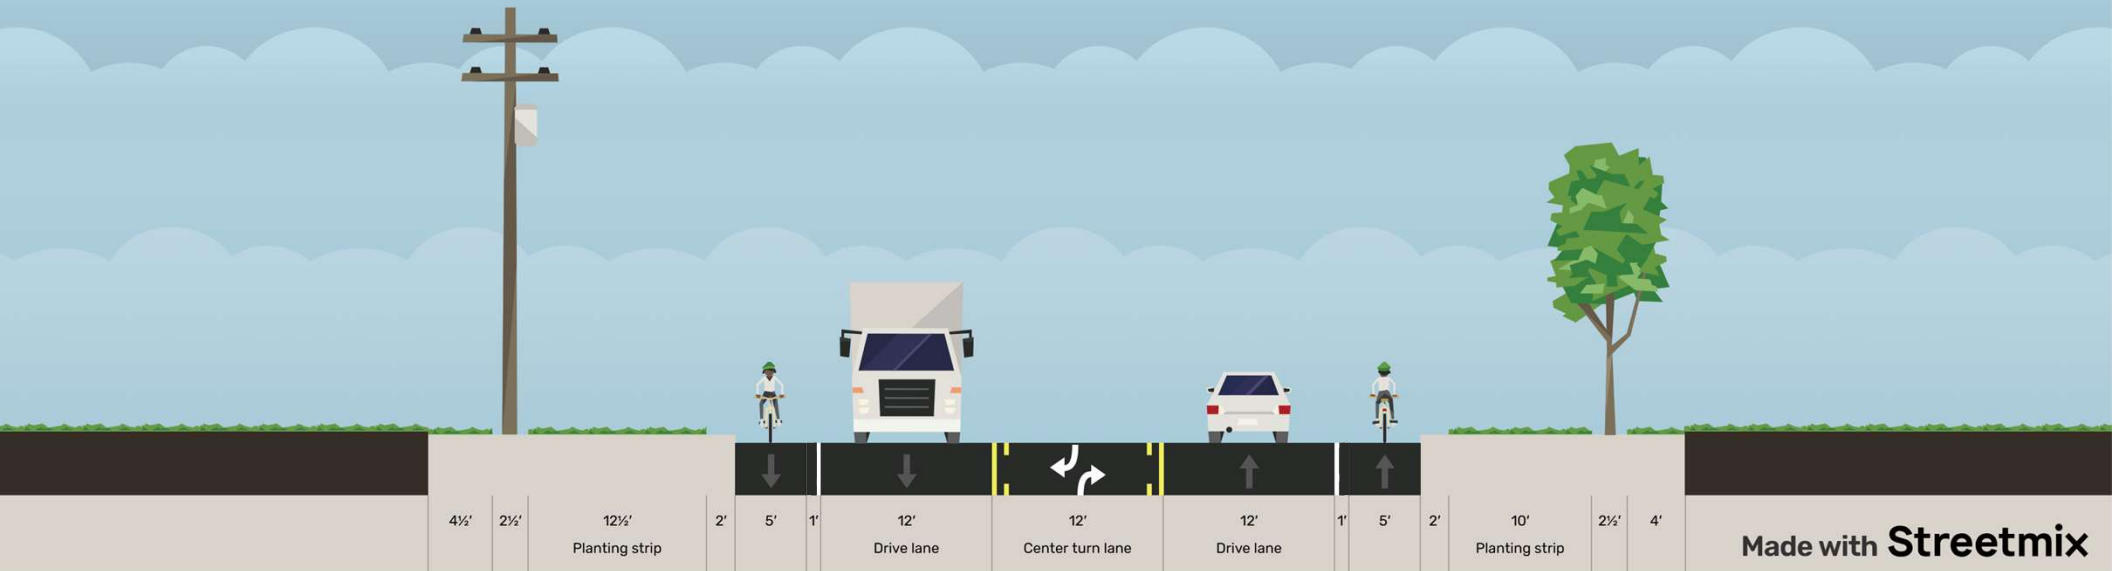 4½′ 2½′ 12½′ 2′ 5′ 1′ 12′ 12′ 12′ 1′ 5′ 2′ 10′ 2½′ 4′
Planting strip Drive lane Center turn lane Drive lane Planting strip
Made with Streetmix